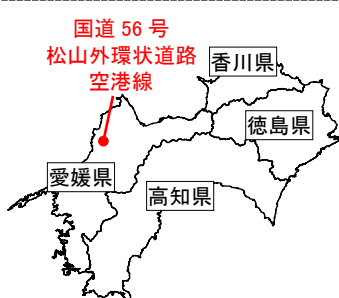 国道 56 号
松山外環状道路
空港線
香川県
徳島県
愛媛県
高知県